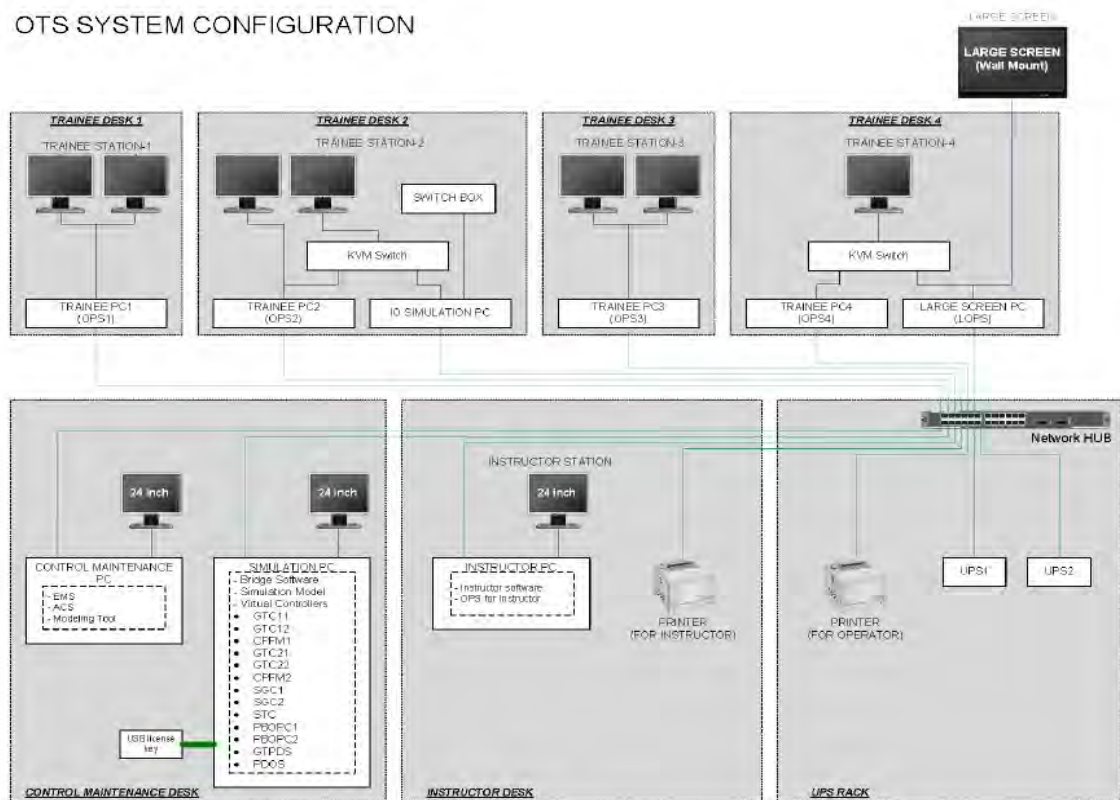 OTS SYSTEM CONFIGURATION
LARGE SCREEN
LARGE SCREEN
(Wall Mount)
TRAINEE DESK 1
TRAINEE STATION-1
TRAINEE PC1
(OPS1)
TRAINEE DESK 2
TRAINEE STATION-2
SWITCH BOX
KVM Switch
TRAINEE PC2
(OPS2)
IO SIMULATION PC
TRAINEE DESK 3
TRAINEE STATION-3
TRAINEE PC3
(OPS3)
TRAINEE DESK 4
TRAINEE STATION-4
KVM Switch
TRAINEE PC4
(OPS4)
LARGE SCREEN PC
(LOPS)
Network HUB
24 inch
CONTROL MAINTENANCE
PC
- EMS
- ACS
- Modeling Tool
24 inch
SIMULATION PC
- Bridge Software
- Simulation Model
- Virtual Controllers
• GTC11
• GTC12
• CPFM1
• GTC21
• GTC22
• CPFM2
• SGC1
• SGC2
• STC
• PBOPC1
• PBOPC2
• GTPDS
• PDOS
USB license
key
CONTROL MAINTENANCE DESK
INSTRUCTOR STATION
24 inch
INSTRUCTOR PC
- Instructor software
- OPS for instructor
PRINTER
(FOR INSTRUCTOR)
INSTRUCTOR DESK
PRINTER
(FOR OPERATOR)
UPS1
UPS2
UPS RACK